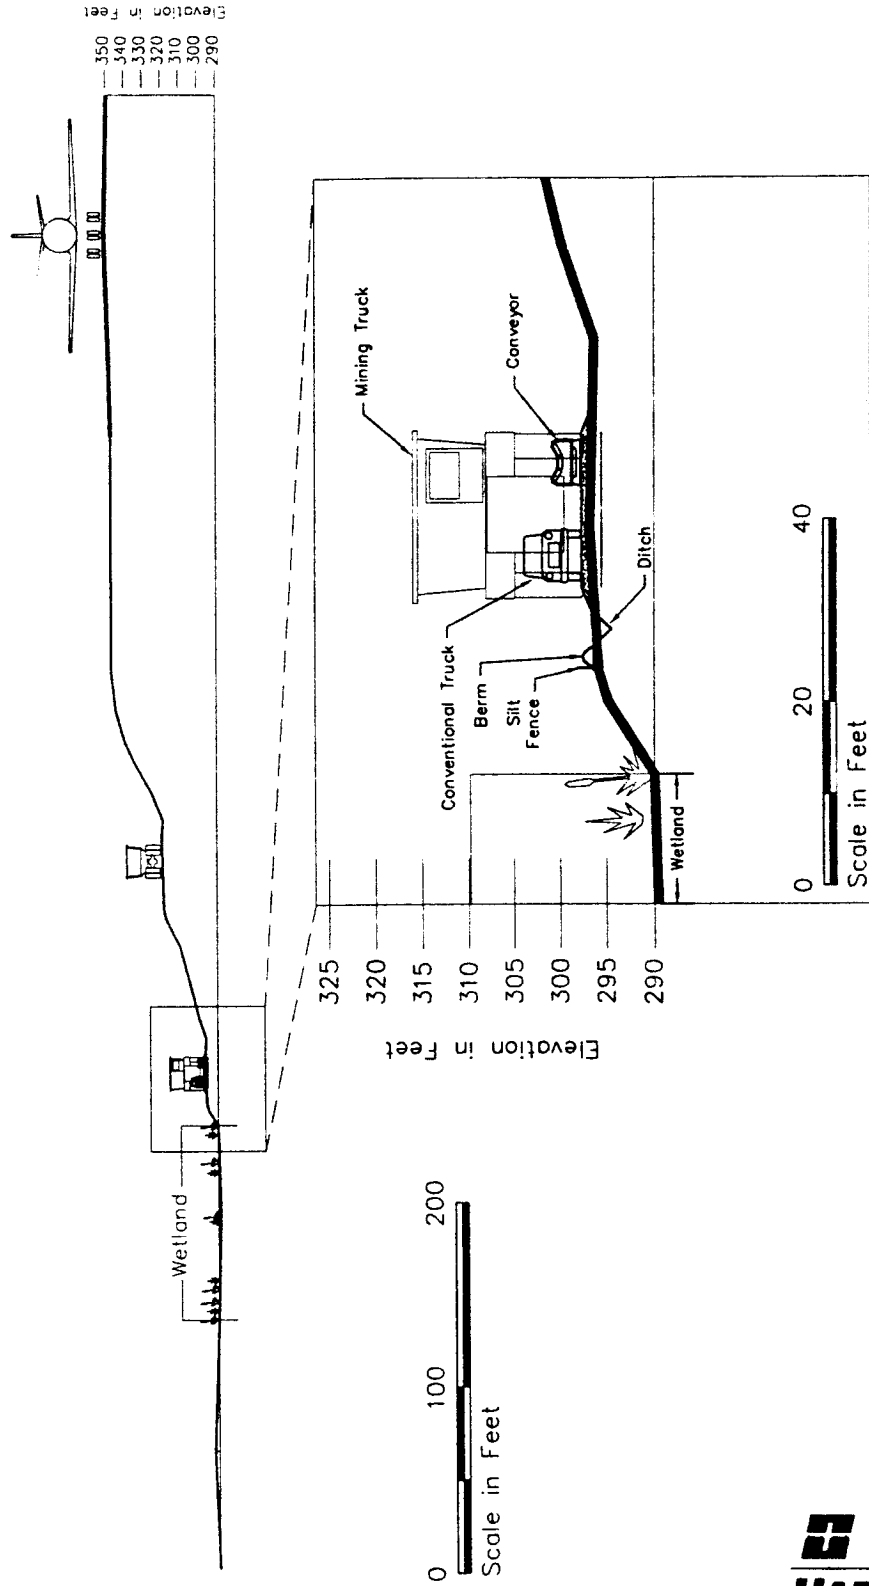 Elevation in Feet
350
340
330
320
310
300
290
Wetland
0 100 200
Scale in Feet
Elevation in Feet
325
320
315
310
305
300
295
290
Mining Truck
Conveyor
Conventional Truck
Berm
Silt
Fence
Ditch
Wetland
0 20 40
Scale in Feet